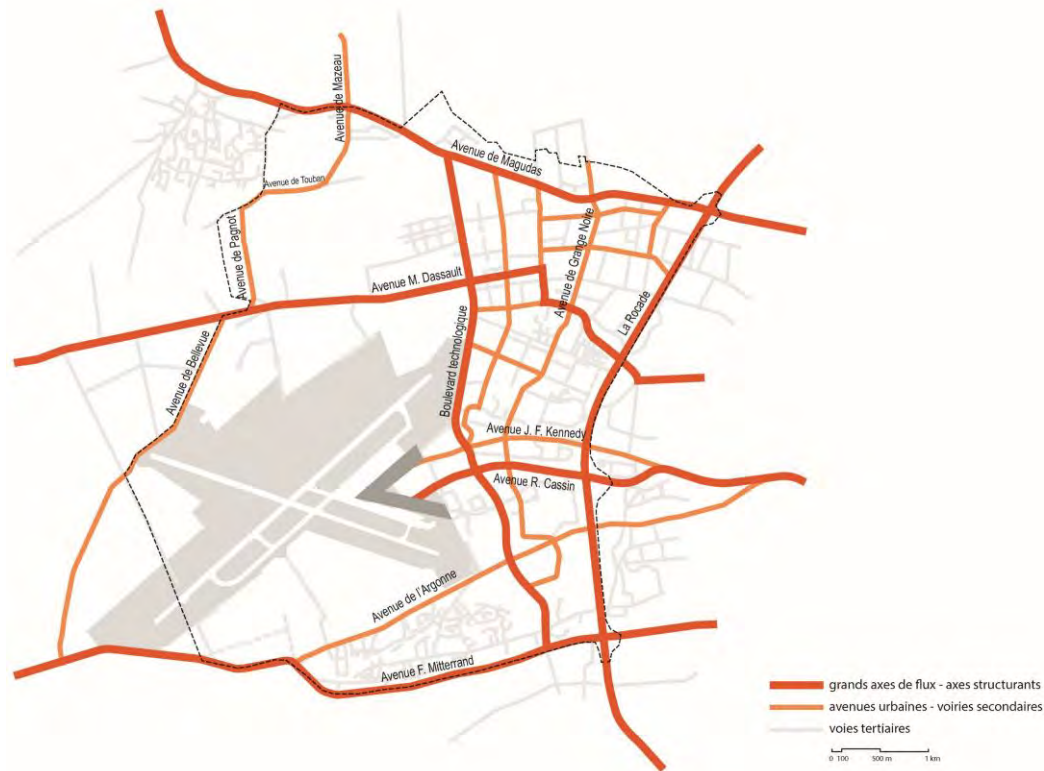 Avenue de Mazeau
Avenue de Magudas
Avenue de Touban
Avenue de Pagnot
Avenue de Grange Noire
Avenue M. Dassault
La Rocade
Avenue de Bellevue
Boulevard technologique
Avenue J. F. Kennedy
Avenue R. Cassin
Avenue de l'Argonne
Avenue F. Mitterrand
grands axes de flux - axes structurants
avenues urbaines - voiries secondaires
voies tertiaires
0 100 500 m 1 km